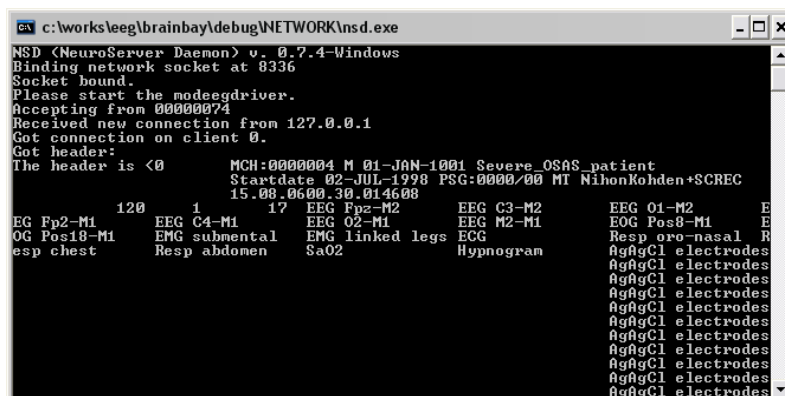 c:\works\eeg\brainbay\debug\NETWORK\nsd.exe
NSD (NeuroServer Daemon) v. 0.7.4-Windows
Binding network socket at 8336
Socket bound.
Please start the modeegdriver.
Accepting from 00000074
Received new connection from 127.0.0.1
Got connection on client 0.
Got header:
The header is <0 MCH:0000004 M 01-JAN-1001 Severe_OSAS_patient
Startdate 02-JUL-1998 PSG:0000/00 MT NihonKohden+SCREC
15.08.0600.30.014608
120 1 17 EEG Fpz-M2 EEG C3-M2 EEG O1-M2 E
EG Fp2-M1 EEG C4-M1 EEG O2-M1 EEG M2-M1 EOG Pos8-M1 E
OG Pos18-M1 EMG submental EMG linked legs ECG Resp oro-nasal R
esp chest Resp abdomen SaO2 Hypnogram AgAgCl electrodes
AgAgCl electrodes
AgAgCl electrodes
AgAgCl electrodes
AgAgCl electrodes
AgAgCl electrodes
AgAgCl electrodes
AgAgCl electrodes
AgAgCl electrodes
AgAgCl electrodes
AgAgCl electrodes